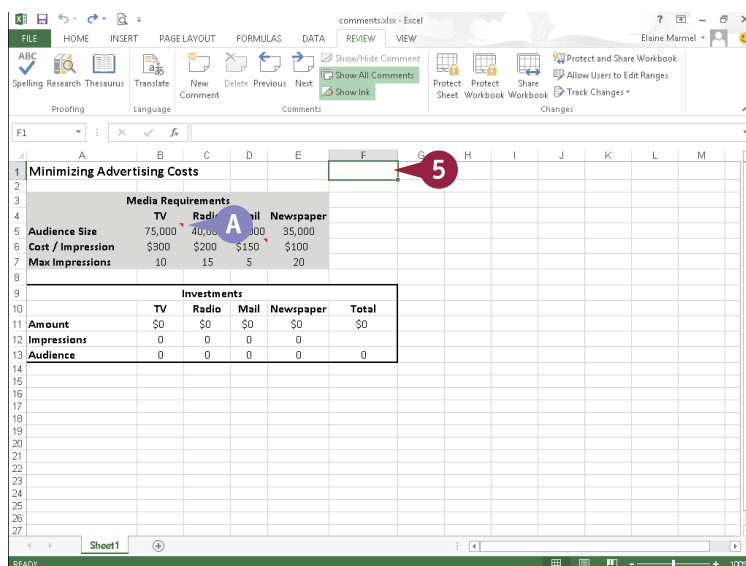 comments.xlsx - Excel
FILE HOME INSERT PAGE LAYOUT FORMULAS DATA REVIEW VIEW Elaine Marmel
ABC
Show/Hide Comment
Show All Comments
Show Ink
Protect and Share Workbook
Allow Users to Edit Ranges
Track Changes
Spelling Research Thesaurus Translate New Comment Delete Previous Next Protect Sheet Protect Workbook Share Workbook
Proofing Language Comments Changes
F1 fx
A B C D E F G H I J K L M
1 Minimizing Advertising Costs 5
2
3 Media Requirements
4 TV Newspaper
A
5 Audience Size 75,000 35,000
6 Cost / Impression $300 $200 $150 $100
7 Max Impressions 10 15 5 20
8
9 Investments
10 TV Radio Mail Newspaper Total
11 Amount $0 $0 $0 $0 $0
12 Impressions 0 0 0 0
13 Audience 0 0 0 0 0
14
15
16
17
18
19
20
21
22
23
24
25
26
27
Sheet1
READY 100%